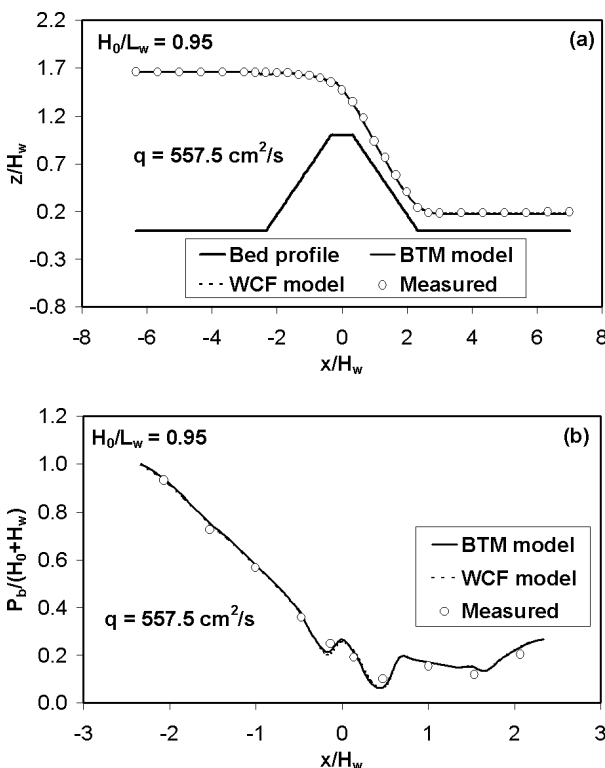 H₀/Lw = 0.95
(a)
z/Hw
1.7
1.2
0.7
0.2
-0.3
-0.8
q = 557.5 cm²/s
Bed profile
BTM model
WCF model
Measured
-8 -6 -4 -2 0 2 4 6 8
x/Hw
H₀/Lw = 0.95
(b)
P_b/(H₀+Hw)
1.2
1.0
0.8
0.6
0.4
0.2
0.0
BTM model
WCF model
Measured
q = 557.5 cm²/s
-3 -2 -1 0 1 2 3
x/Hw